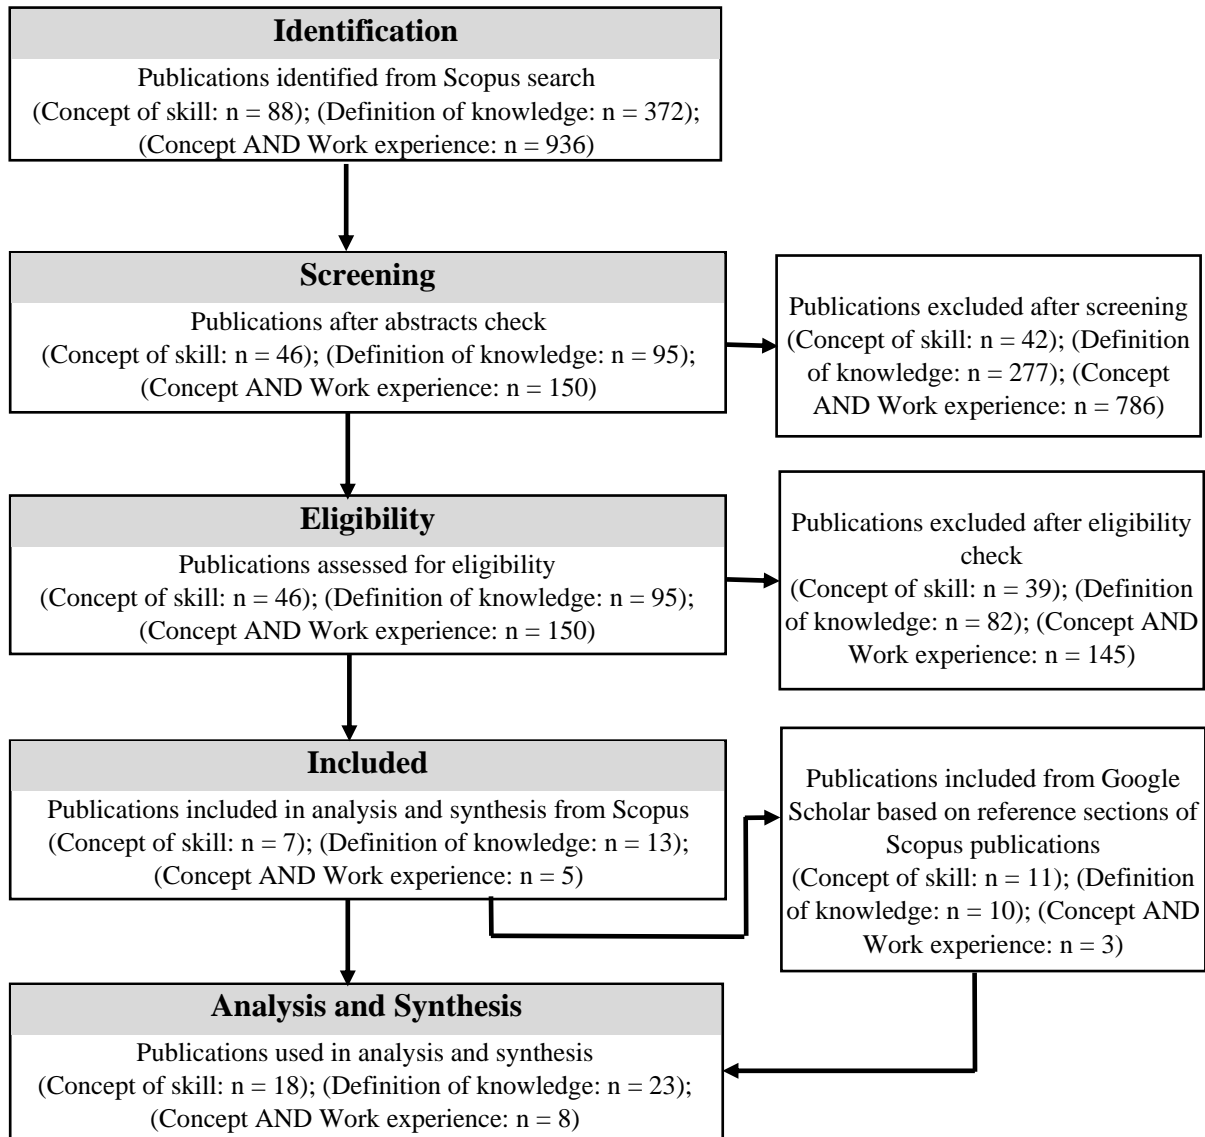 Identification
Publications identified from Scopus search
(Concept of skill: n = 88); (Definition of knowledge: n = 372);
(Concept AND Work experience: n = 936)
Screening
Publications after abstracts check
(Concept of skill: n = 46); (Definition of knowledge: n = 95);
(Concept AND Work experience: n = 150)
Publications excluded after screening
(Concept of skill: n = 42); (Definition
of knowledge: n = 277); (Concept
AND Work experience: n = 786)
Eligibility
Publications assessed for eligibility
(Concept of skill: n = 46); (Definition of knowledge: n = 95);
(Concept AND Work experience: n = 150)
Publications excluded after eligibility
check
(Concept of skill: n = 39); (Definition
of knowledge: n = 82); (Concept AND
Work experience: n = 145)
Included
Publications included in analysis and synthesis from Scopus
(Concept of skill: n = 7); (Definition of knowledge: n = 13);
(Concept AND Work experience: n = 5)
Publications included from Google
Scholar based on reference sections of
Scopus publications
(Concept of skill: n = 11); (Definition
of knowledge: n = 10); (Concept AND
Work experience: n = 3)
Analysis and Synthesis
Publications used in analysis and synthesis
(Concept of skill: n = 18); (Definition of knowledge: n = 23);
(Concept AND Work experience: n = 8)